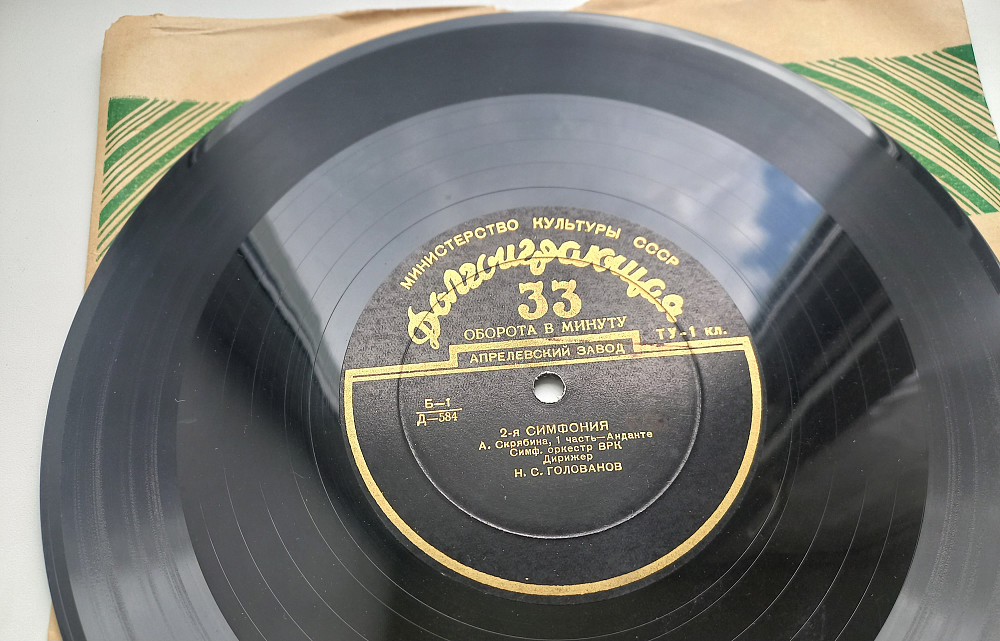 МИНИСТЕРСТВО КУЛЬТУРЫ СССР
Долгоиграющая
33
ОБОРОТА В МИНУТУ
ТУ-1 кл.
АПРЕЛЕВСКИЙ ЗАВОД
Б—1
Д—584
2-я СИМФОНИЯ
А. Скрябина, 1 часть—Анданте
Симф. оркестр ВРК
Дирижер
Н. С. ГОЛОВАНОВ